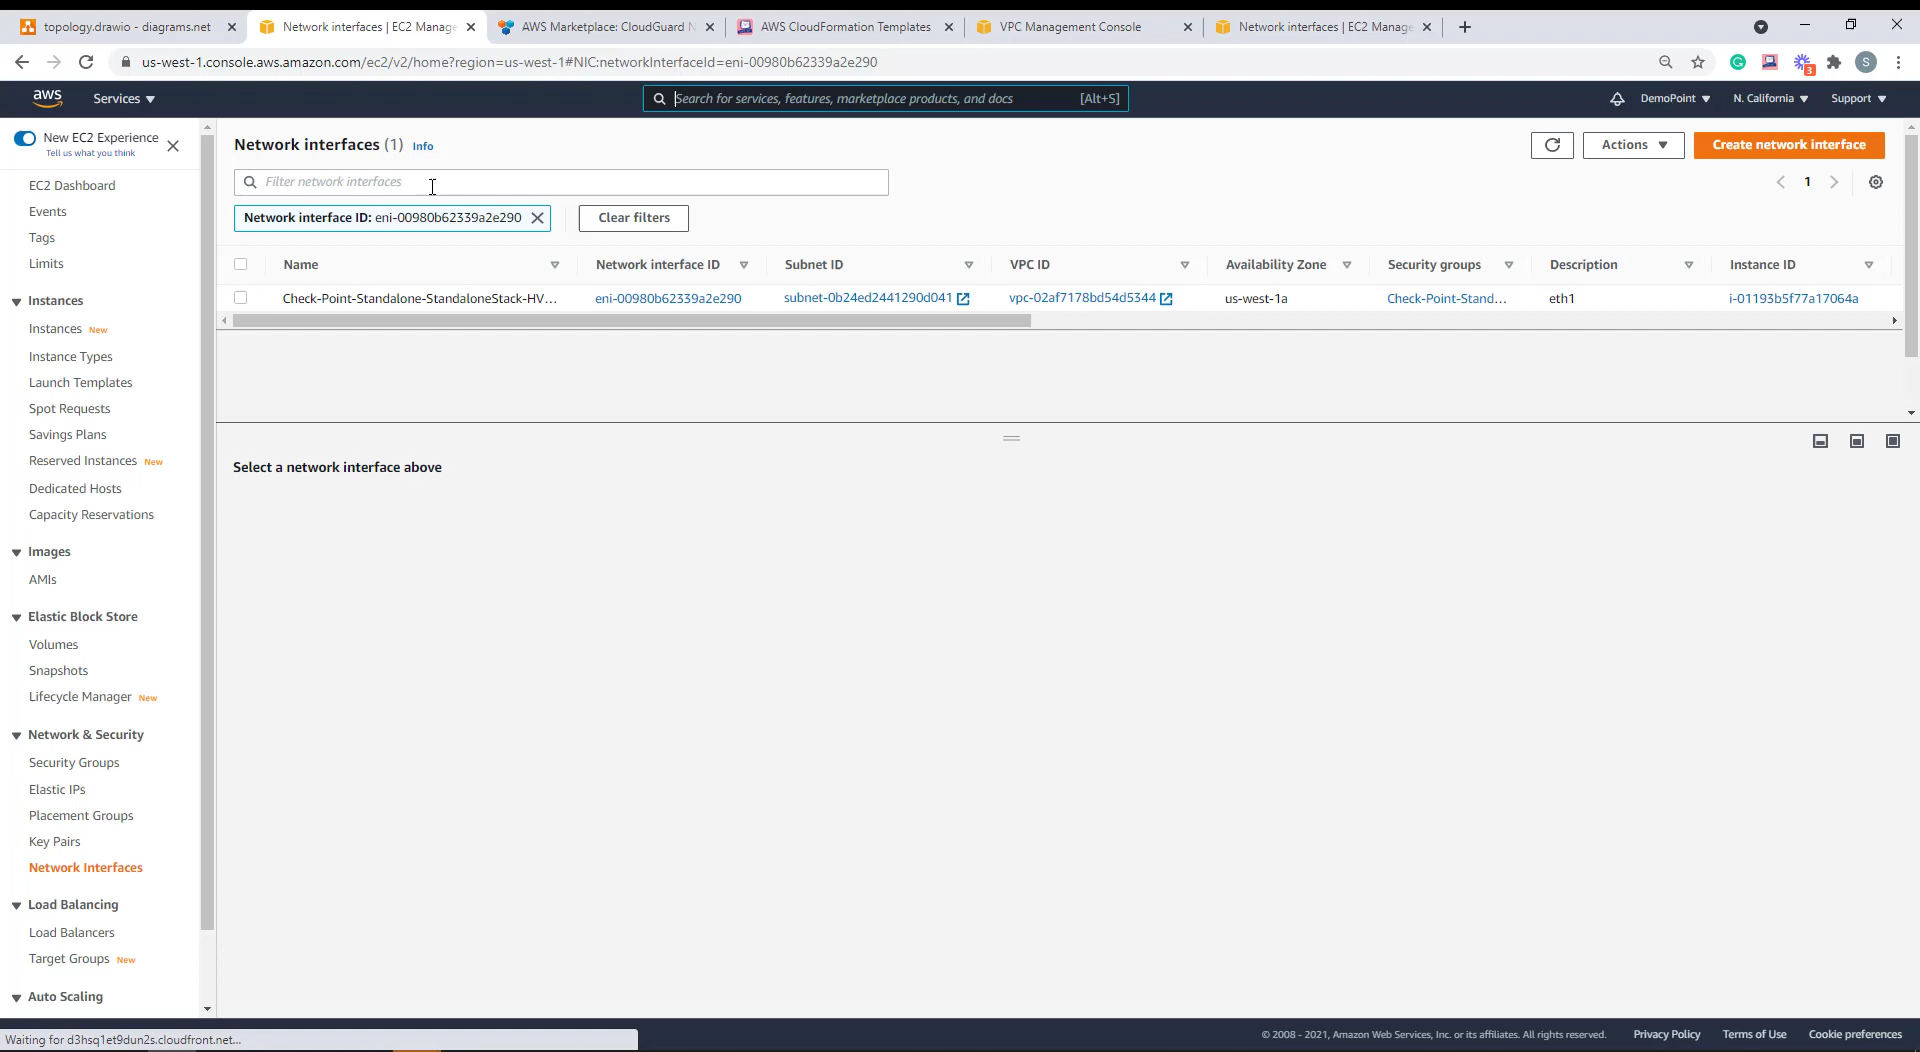 topology.drawio - diagrams.net
Network interfaces | EC2 Manage
AWS Marketplace: CloudGuard N
AWS CloudFormation Templates
VPC Management Console
Network interfaces | EC2 Manage
us-west-1.console.aws.amazon.com/ec2/v2/home?region=us-west-1#NIC:networkInterfaceId=eni-00980b62339a2e290
3
S
aws
Services
Search for services, features, marketplace products, and docs
[Alt+S]
DemoPoint
N. California
Support
New EC2 Experience
Tell us what you think
EC2 Dashboard
Events
Tags
Limits
Instances
Instances New
Instance Types
Launch Templates
Spot Requests
Savings Plans
Reserved Instances New
Dedicated Hosts
Capacity Reservations
Images
AMIs
Elastic Block Store
Volumes
Snapshots
Lifecycle Manager New
Network & Security
Security Groups
Elastic IPs
Placement Groups
Key Pairs
Network Interfaces
Load Balancing
Load Balancers
Target Groups New
Auto Scaling
Network interfaces (1) Info
Actions
Create network interface
Filter network interfaces
1
Network interface ID: eni-00980b62339a2e290
Clear filters
Name Network interface ID Subnet ID VPC ID Availability Zone Security groups Description Instance ID
Check-Point-Standalone-StandaloneStack-HV... eni-00980b62339a2e290 subnet-0b24ed2441290d041 vpc-02af7178bd54d5344 us-west-1a Check-Point-Stand... eth1 i-01193b5f77a17064a
Select a network interface above
Waiting for d3hsq1et9dun2s.cloudfront.net...
© 2008 - 2021, Amazon Web Services, Inc. or its affiliates. All rights reserved.
Privacy Policy
Terms of Use
Cookie preferences